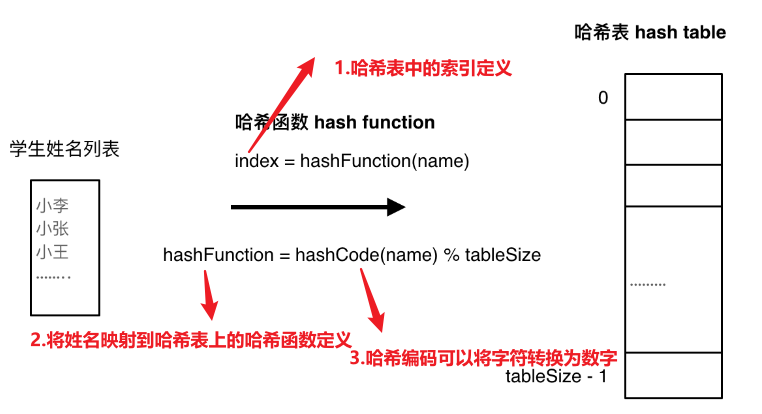 哈希表 hash table
1.哈希表中的索引定义
0
哈希函数 hash function
学生姓名列表
index = hashFunction(name)
小李
小张
小王
........
hashFunction = hashCode(name) % tableSize
.........
2.将姓名映射到哈希表上的哈希函数定义
3.哈希编码可以将字符转换为数字
tableSize - 1